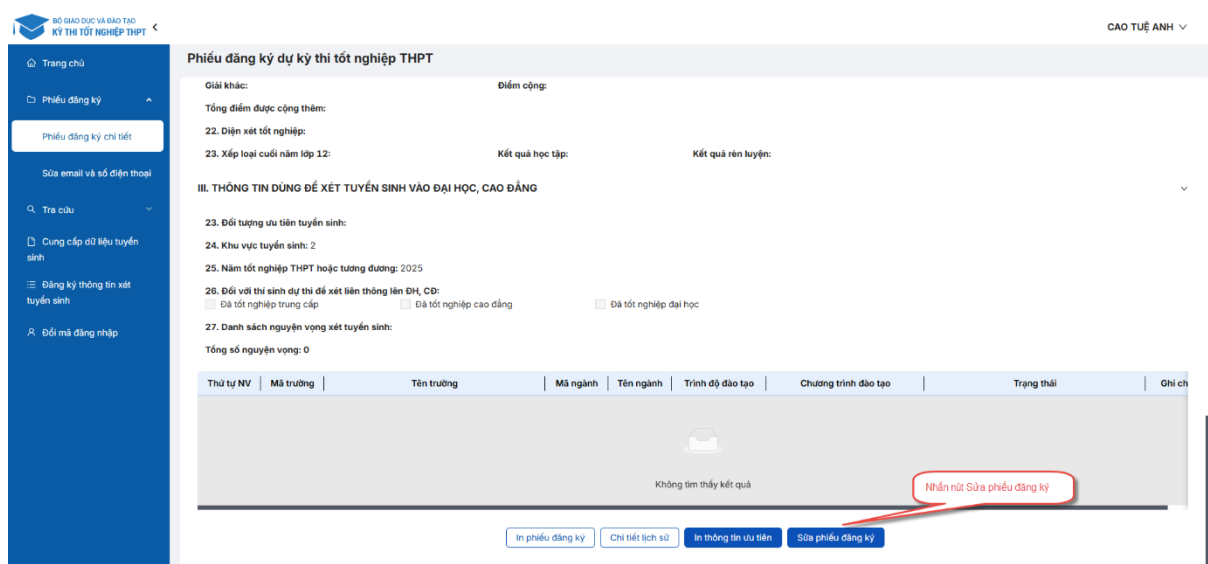 BỘ GIÁO DỤC VÀ ĐÀO TẠO
KỲ THI TỐT NGHIỆP THPT
CAO TUỆ ANH
Trang chủ
Phiếu đăng ký
Phiếu đăng ký chi tiết
Sửa email và số điện thoại
Tra cứu
Cung cấp dữ liệu tuyển
sinh
Đăng ký thông tin xét
tuyển sinh
Đổi mã đăng nhập
Phiếu đăng ký dự kỳ thi tốt nghiệp THPT
Giải khác: Điểm cộng:
Tổng điểm được cộng thêm:
22. Diện xét tốt nghiệp:
23. Xếp loại cuối năm lớp 12: Kết quả học tập: Kết quả rèn luyện:
III. THÔNG TIN DÙNG ĐỂ XÉT TUYỂN SINH VÀO ĐẠI HỌC, CAO ĐẲNG
23. Đối tượng ưu tiên tuyển sinh:
24. Khu vực tuyển sinh: 2
25. Năm tốt nghiệp THPT hoặc tương đương: 2025
26. Đối với thí sinh dự thi để xét liên thông lên ĐH, CĐ:
Đã tốt nghiệp trung cấp Đã tốt nghiệp cao đẳng Đã tốt nghiệp đại học
27. Danh sách nguyện vọng xét tuyển sinh:
Tổng số nguyện vọng: 0
Thứ tự NV Mã trường Tên trường Mã ngành Tên ngành Trình độ đào tạo Chương trình đào tạo Trạng thái Ghi ch
Không tìm thấy kết quả
Nhấn nút Sửa phiếu đăng ký
In phiếu đăng ký Chi tiết lịch sử In thông tin ưu tiên Sửa phiếu đăng ký